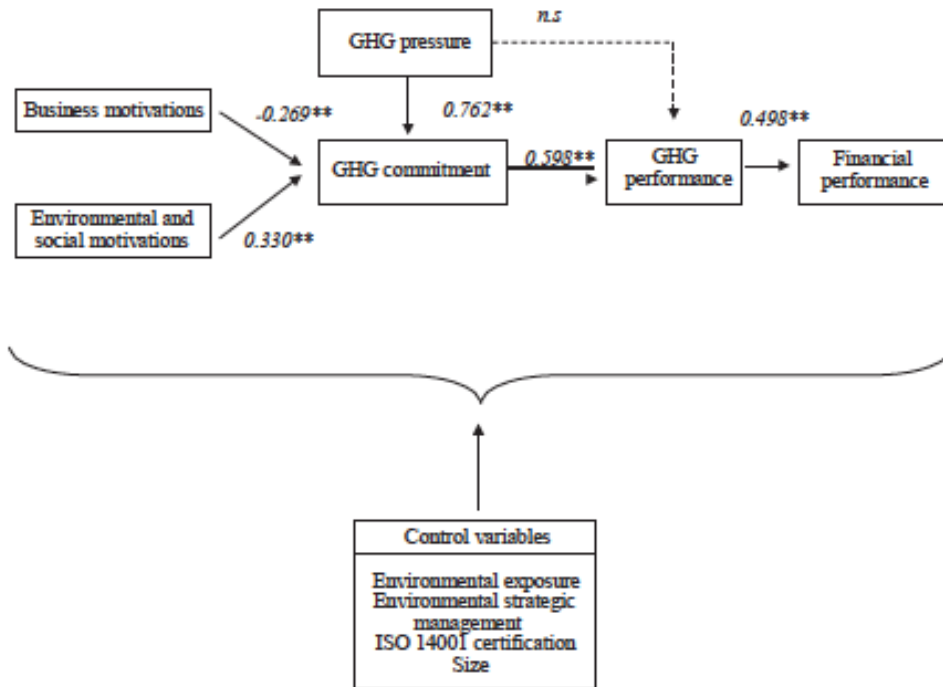 n.s
GHG pressure
Business motivations
-0.269**
0.762**
0.498**
GHG commitment
0.598**
GHG
performance
Financial
performance
Environmental and
social motivations
0.330**
Control variables
Environmental exposure
Environmental strategic
management
ISO 14001 certification
Size